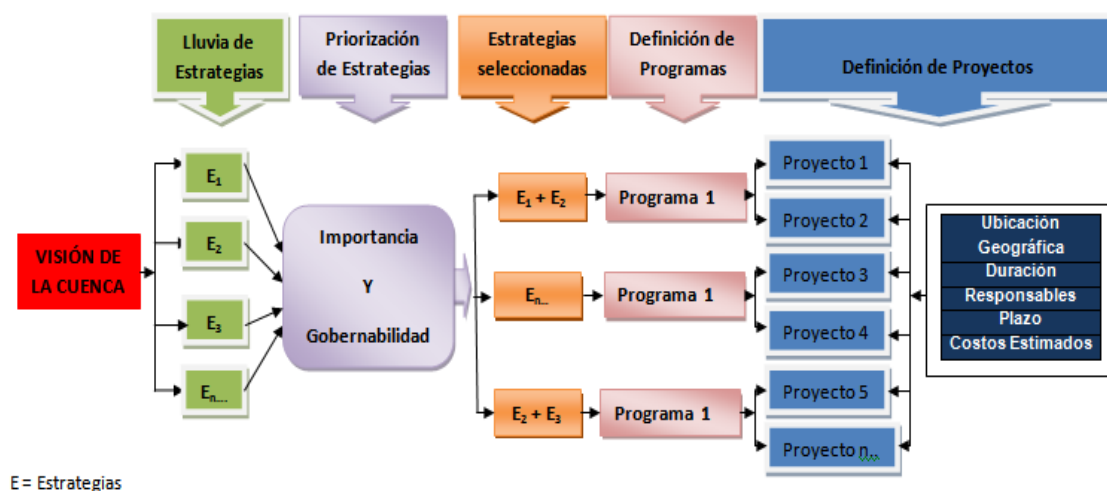 Lluvia de
Estrategias
Priorización
de Estrategias
Estrategias
seleccionadas
Definición de
Programas
Definición de Proyectos
VISIÓN DE
LA CUENCA
E1
E2
E3
En....
Importancia
Y
Gobernabilidad
E1 + E2
En...
E2 + E3
Programa 1
Programa 1
Programa 1
Proyecto 1
Proyecto 2
Proyecto 3
Proyecto 4
Proyecto 5
Proyecto n..
Ubicación
Geográfica
Duración
Responsables
Plazo
Costos Estimados
E = Estrategias